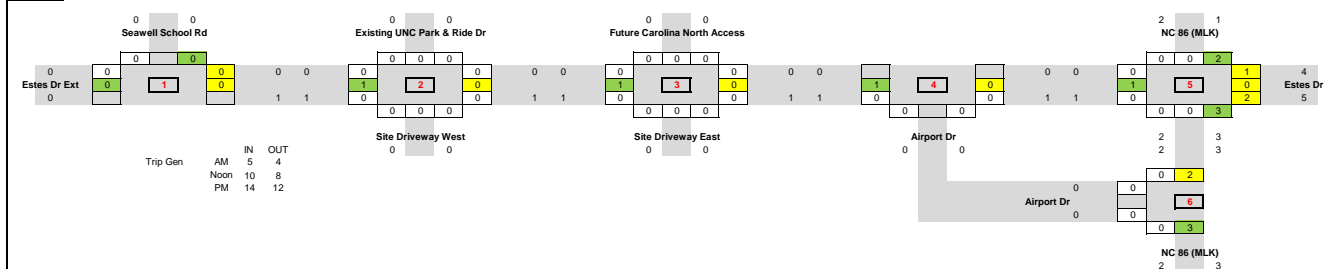 0 0 0 0 0 0 2 1
Seawell School Rd Existing UNC Park & Ride Dr Future Carolina North Access NC 86 (MLK)
0 0 0 0 0 0 0 0 0 0 2
0 0 0 0 0 0 0 0 0 0 0 0 0 0 1 4
Estes Dr Ext 0 1 0 1 2 0 1 3 0 1 4 0 1 5 0 Estes Dr
0 1 1 0 0 1 1 0 0 1 1 0 0 1 1 0 2 5
0 0 0 0 0 0 0 0 0 0 3
Site Driveway West Site Driveway East Airport Dr
0 0 0 0 0 0 2 3
IN OUT 2 3
Trip Gen AM 5 4
Noon 10 8 0 2
PM 14 12 0 0
Airport Dr 6
0 0
0 3
NC 86 (MLK)
2 3